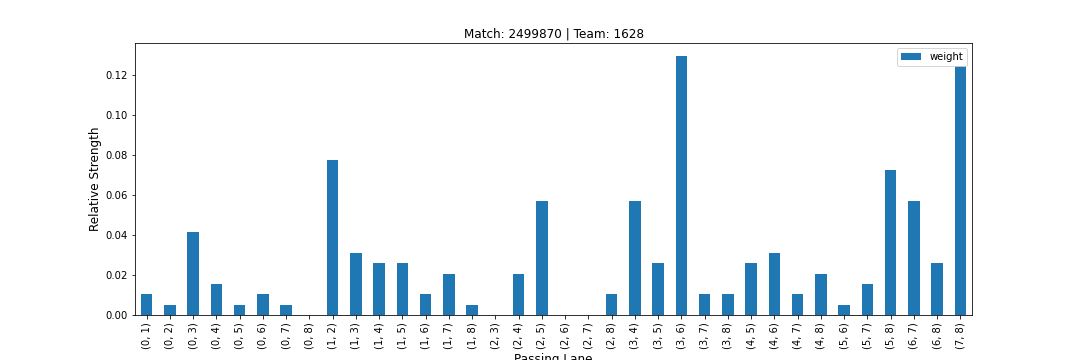 Match: 2499870 | Team: 1628
weight
Relative Strength
0.12
0.10
0.08
0.06
0.04
0.02
0.00
(0, 1) (0, 2) (0, 3) (0, 4) (0, 5) (0, 6) (0, 7) (0, 8) (1, 2) (1, 3) (1, 4) (1, 5) (1, 6) (1, 7) (1, 8) (2, 3) (2, 4) (2, 5) (2, 6) (2, 7) (2, 8) (3, 4) (3, 5) (3, 6) (3, 7) (3, 8) (4, 5) (4, 6) (4, 7) (4, 8) (5, 6) (5, 7) (5, 8) (6, 7) (6, 8) (7, 8)
Passing Lane